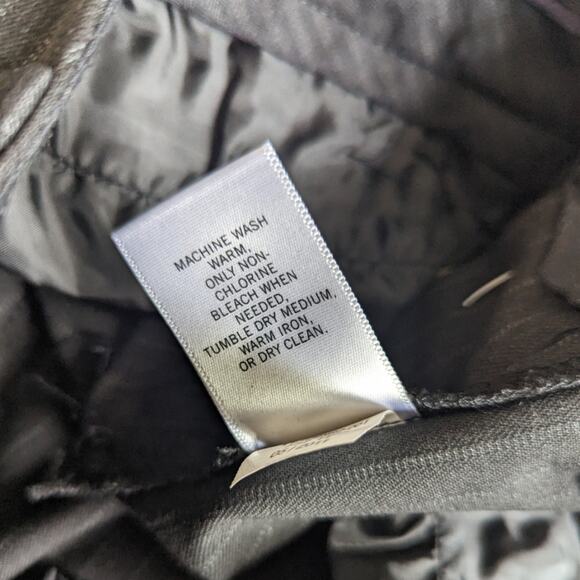 MACHINE WASH
WARM,
ONLY NON-
CHLORINE
BLEACH WHEN
NEEDED,
TUMBLE DRY MEDIUM,
WARM IRON,
OR DRY CLEAN.